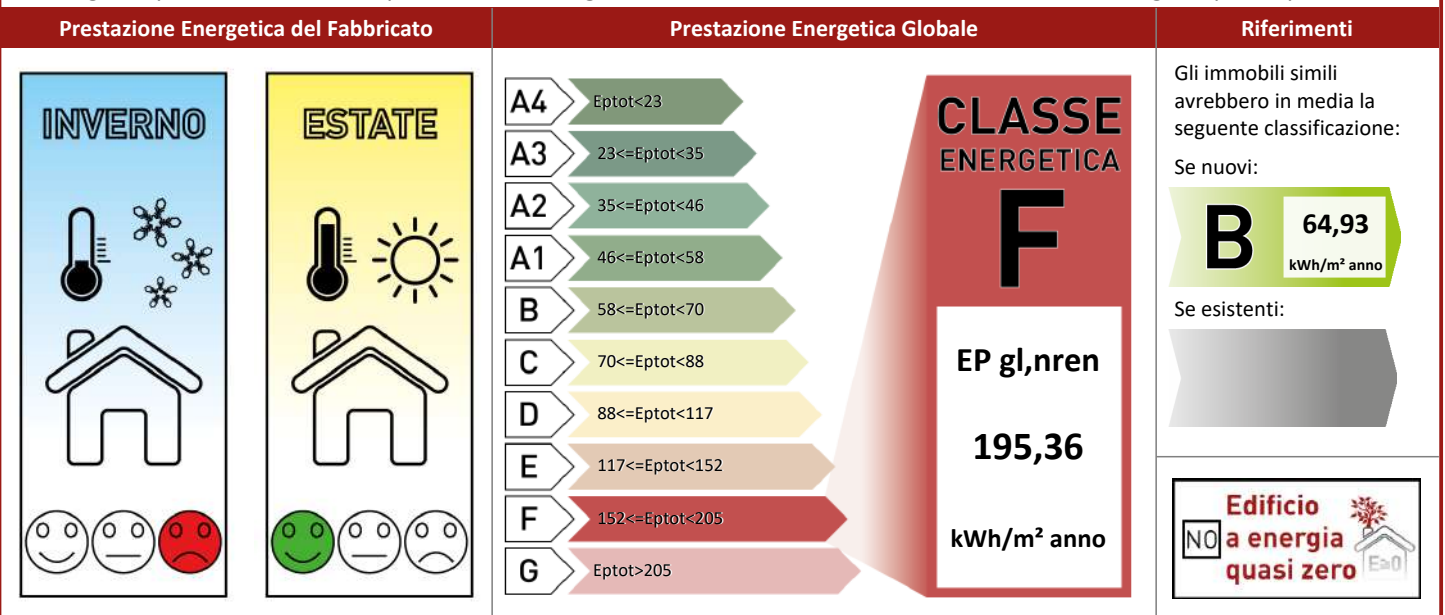 Prestazione Energetica del Fabbricato
Prestazione Energetica Globale
Riferimenti
INVERNO
ESTATE
A4 Eptot<23
A3 23<=Eptot<35
A2 35<=Eptot<46
A1 46<=Eptot<58
B 58<=Eptot<70
C 70<=Eptot<88
D 88<=Eptot<117
E 117<=Eptot<152
F 152<=Eptot<205
G Eptot>205
CLASSE
ENERGETICA
F
EP gl,nren
195,36
kWh/m² anno
Gli immobili simili
avrebbero in media la
seguente classificazione:
Se nuovi:
B 64,93
kWh/m² anno
Se esistenti:
Edificio
NO a energia
quasi zero
E≥0